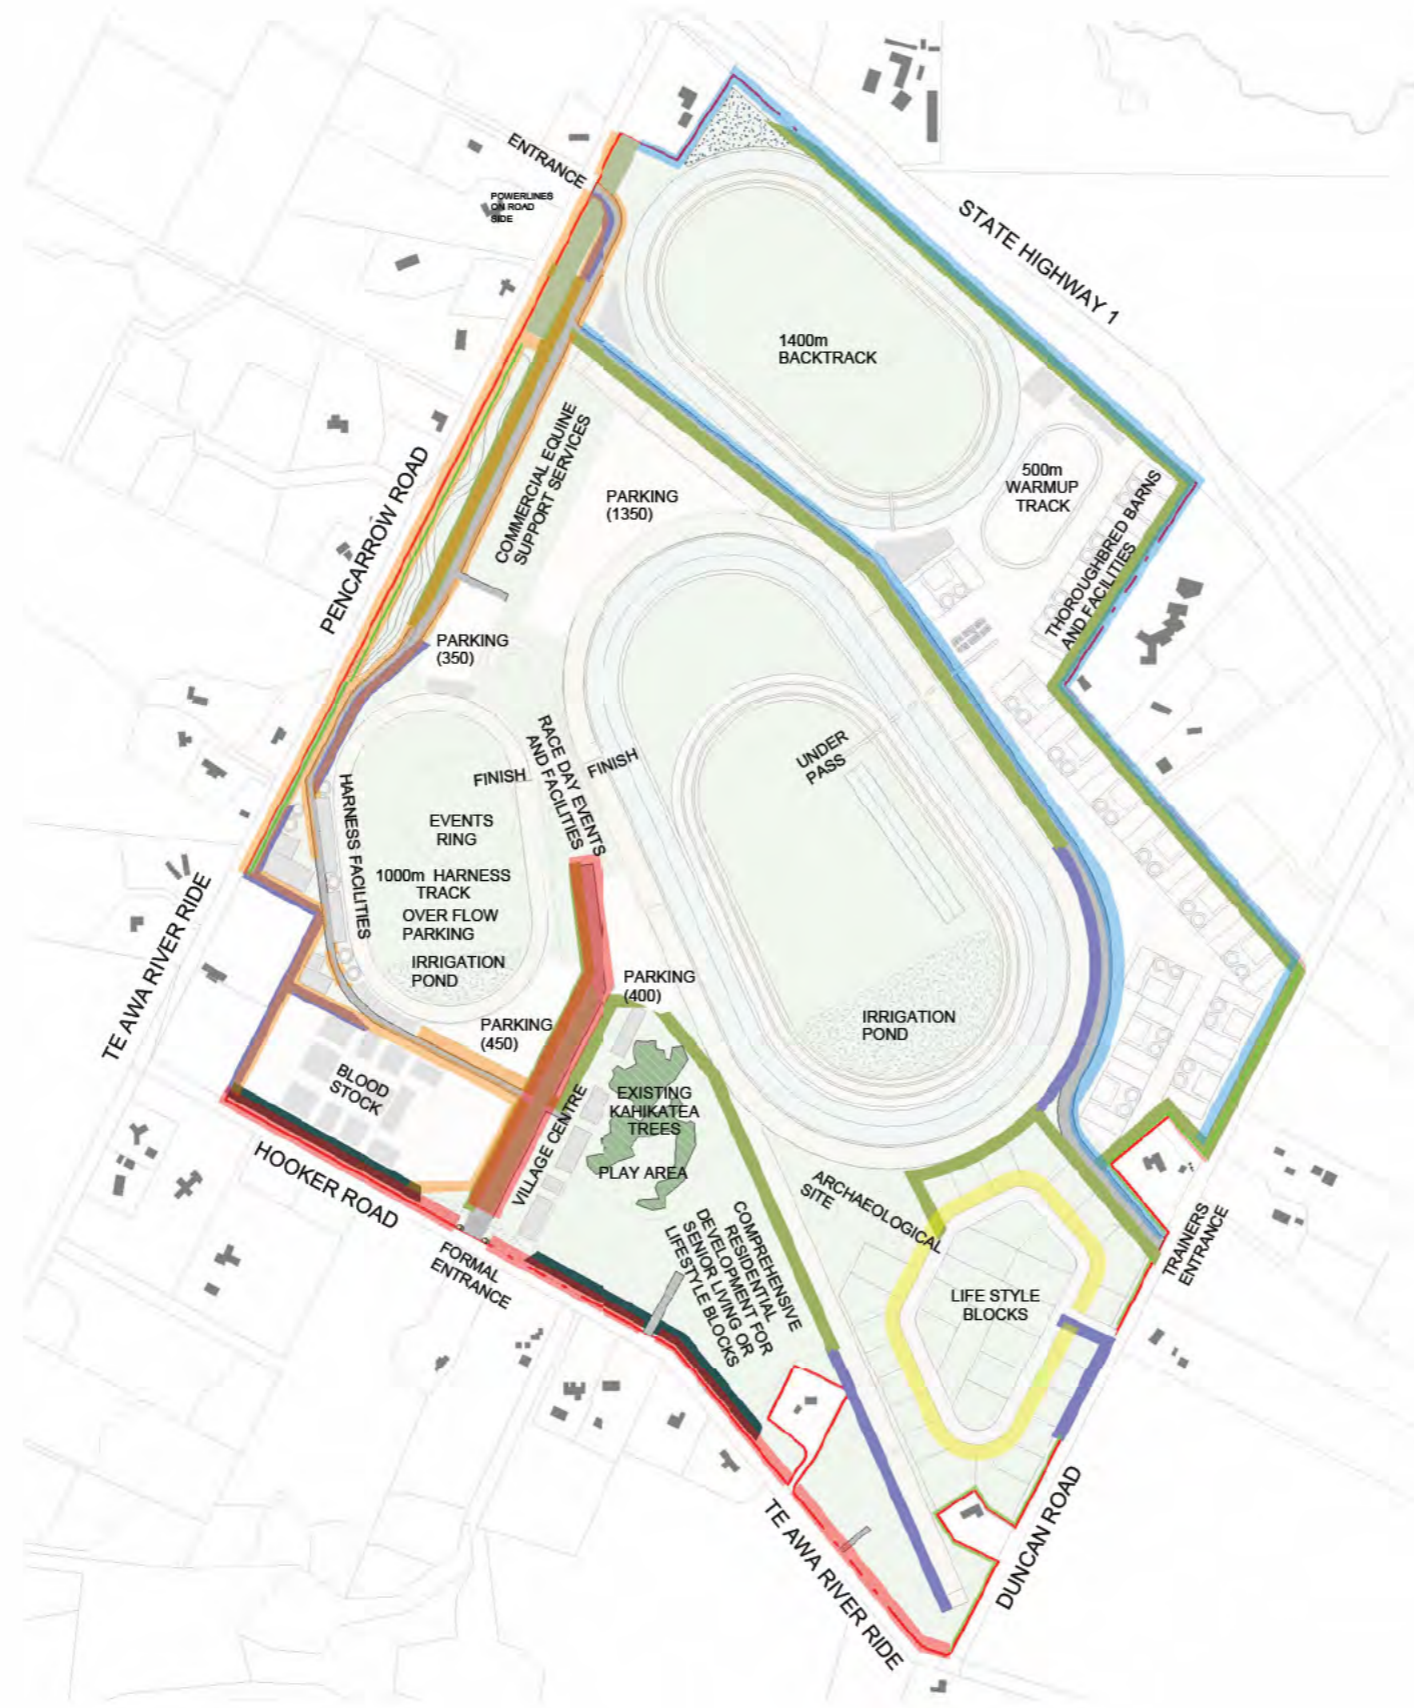 ENTRANCE
POWERLINES
ON ROAD
SIDE
STATE HIGHWAY 1
1400m
BACKTRACK
COMMERCIAL EQUINE
SUPPORT SERVICES
PARKING
(1350)
500m
WARMUP
TRACK
THOROUGHBRED BARNS
AND FACILITIES
PENCARROW ROAD
PARKING
(350)
RACE DAY EVENTS
AND FACILITIES
FINISH
FINISH
UNDER
PASS
HARNESS FACILITIES
EVENTS
RING
1000m HARNESS
TRACK
OVER FLOW
PARKING
IRRIGATION
POND
TE AWA RIVER RIDE
PARKING
(400)
PARKING
(450)
IRRIGATION
POND
BLOOD
STOCK
EXISTING
KAHIKATEA
TREES
PLAY AREA
VILLAGE CENTRE
HOOKER ROAD
FORMAL
ENTRANCE
ARCHAEOLOGICAL
SITE
COMPREHENSIVE
RESIDENTIAL
DEVELOPMENT FOR
SENIOR LIVING OR
LIFESTYLE BLOCKS
TRAINERS
ENTRANCE
LIFE STYLE
BLOCKS
TE AWA RIVER RIDE
DUNCAN ROAD